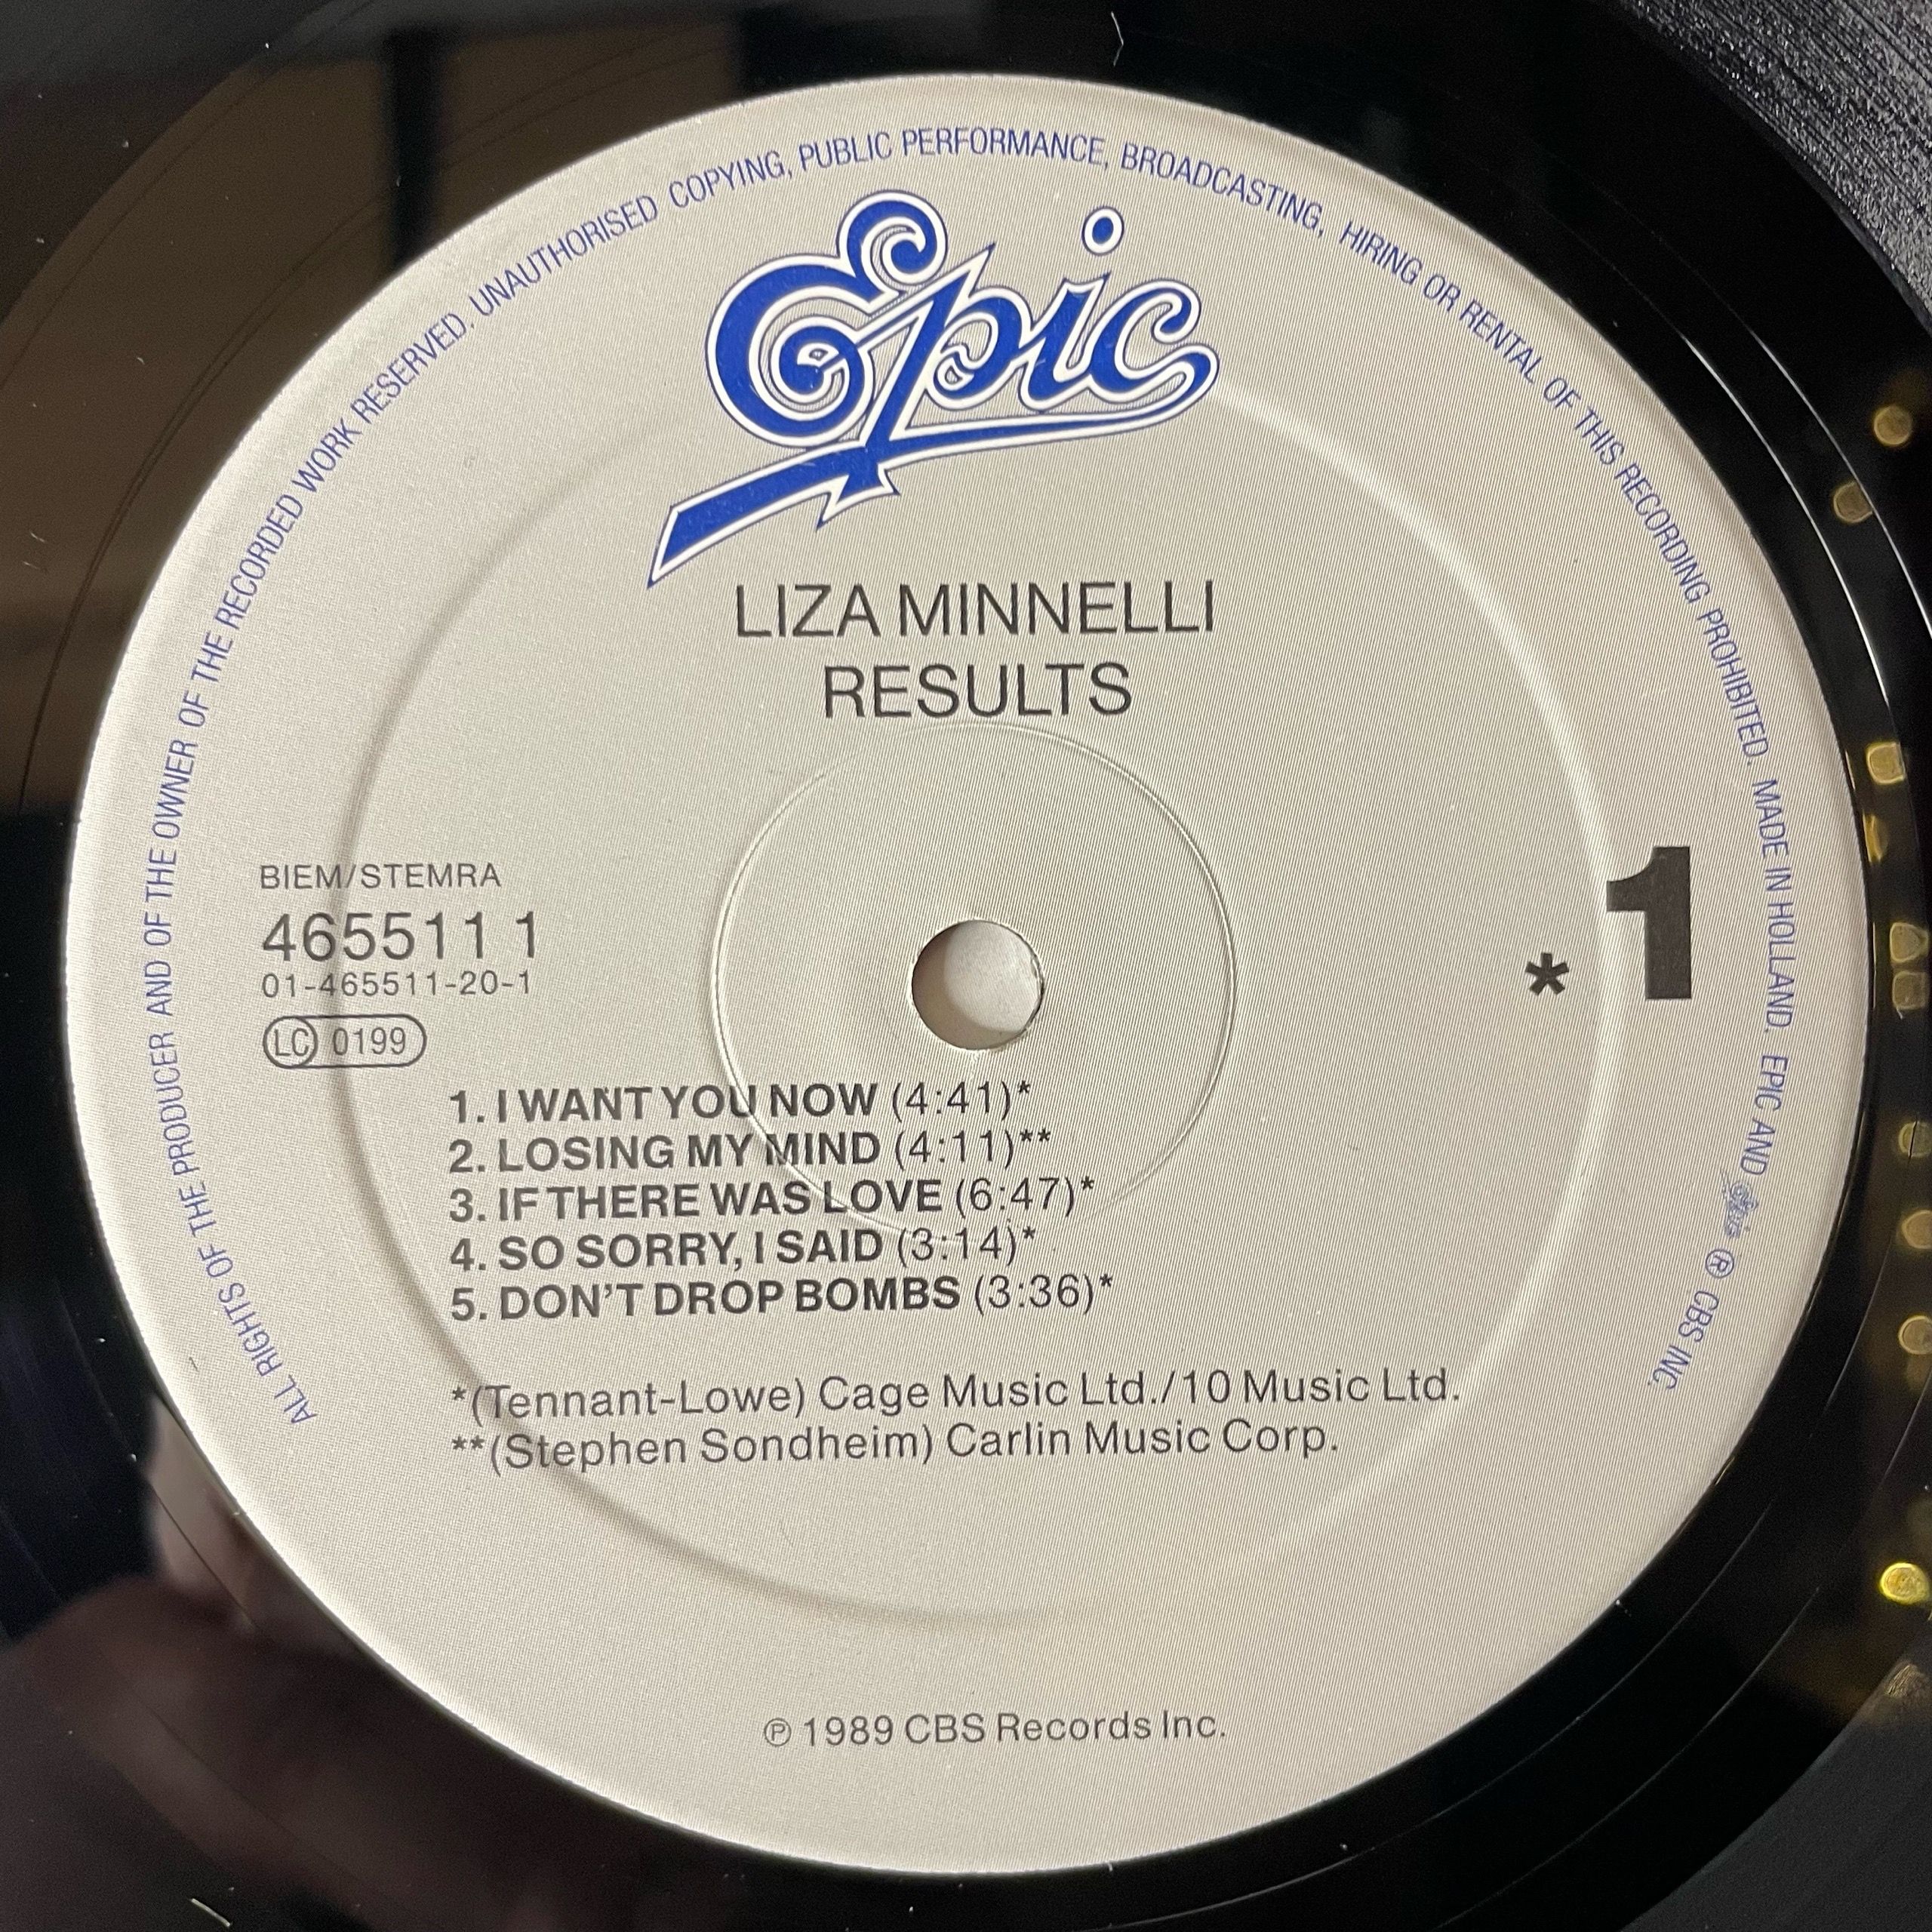 ALL RIGHTS OF THE PRODUCER AND OF THE OWNER OF THE RECORDED WORK RESERVED. UNAUTHORISED COPYING, PUBLIC PERFORMANCE, BROADCASTING, HIRING OR RENTAL OF THIS RECORDING PROHIBITED. MADE IN HOLLAND. EPIC AND Epic ® CBS INC.
Epic
LIZA MINNELLI
RESULTS
BIEM/STEMRA
465511 1
01-465511-20-1
LC 0199
* 1
1. I WANT YOU NOW (4:41)*
2. LOSING MY MIND (4:11)**
3. IF THERE WAS LOVE (6:47)*
4. SO SORRY, I SAID (3:14)*
5. DON'T DROP BOMBS (3:36)*
*(Tennant-Lowe) Cage Music Ltd./10 Music Ltd.
**(Stephen Sondheim) Carlin Music Corp.
℗ 1989 CBS Records Inc.